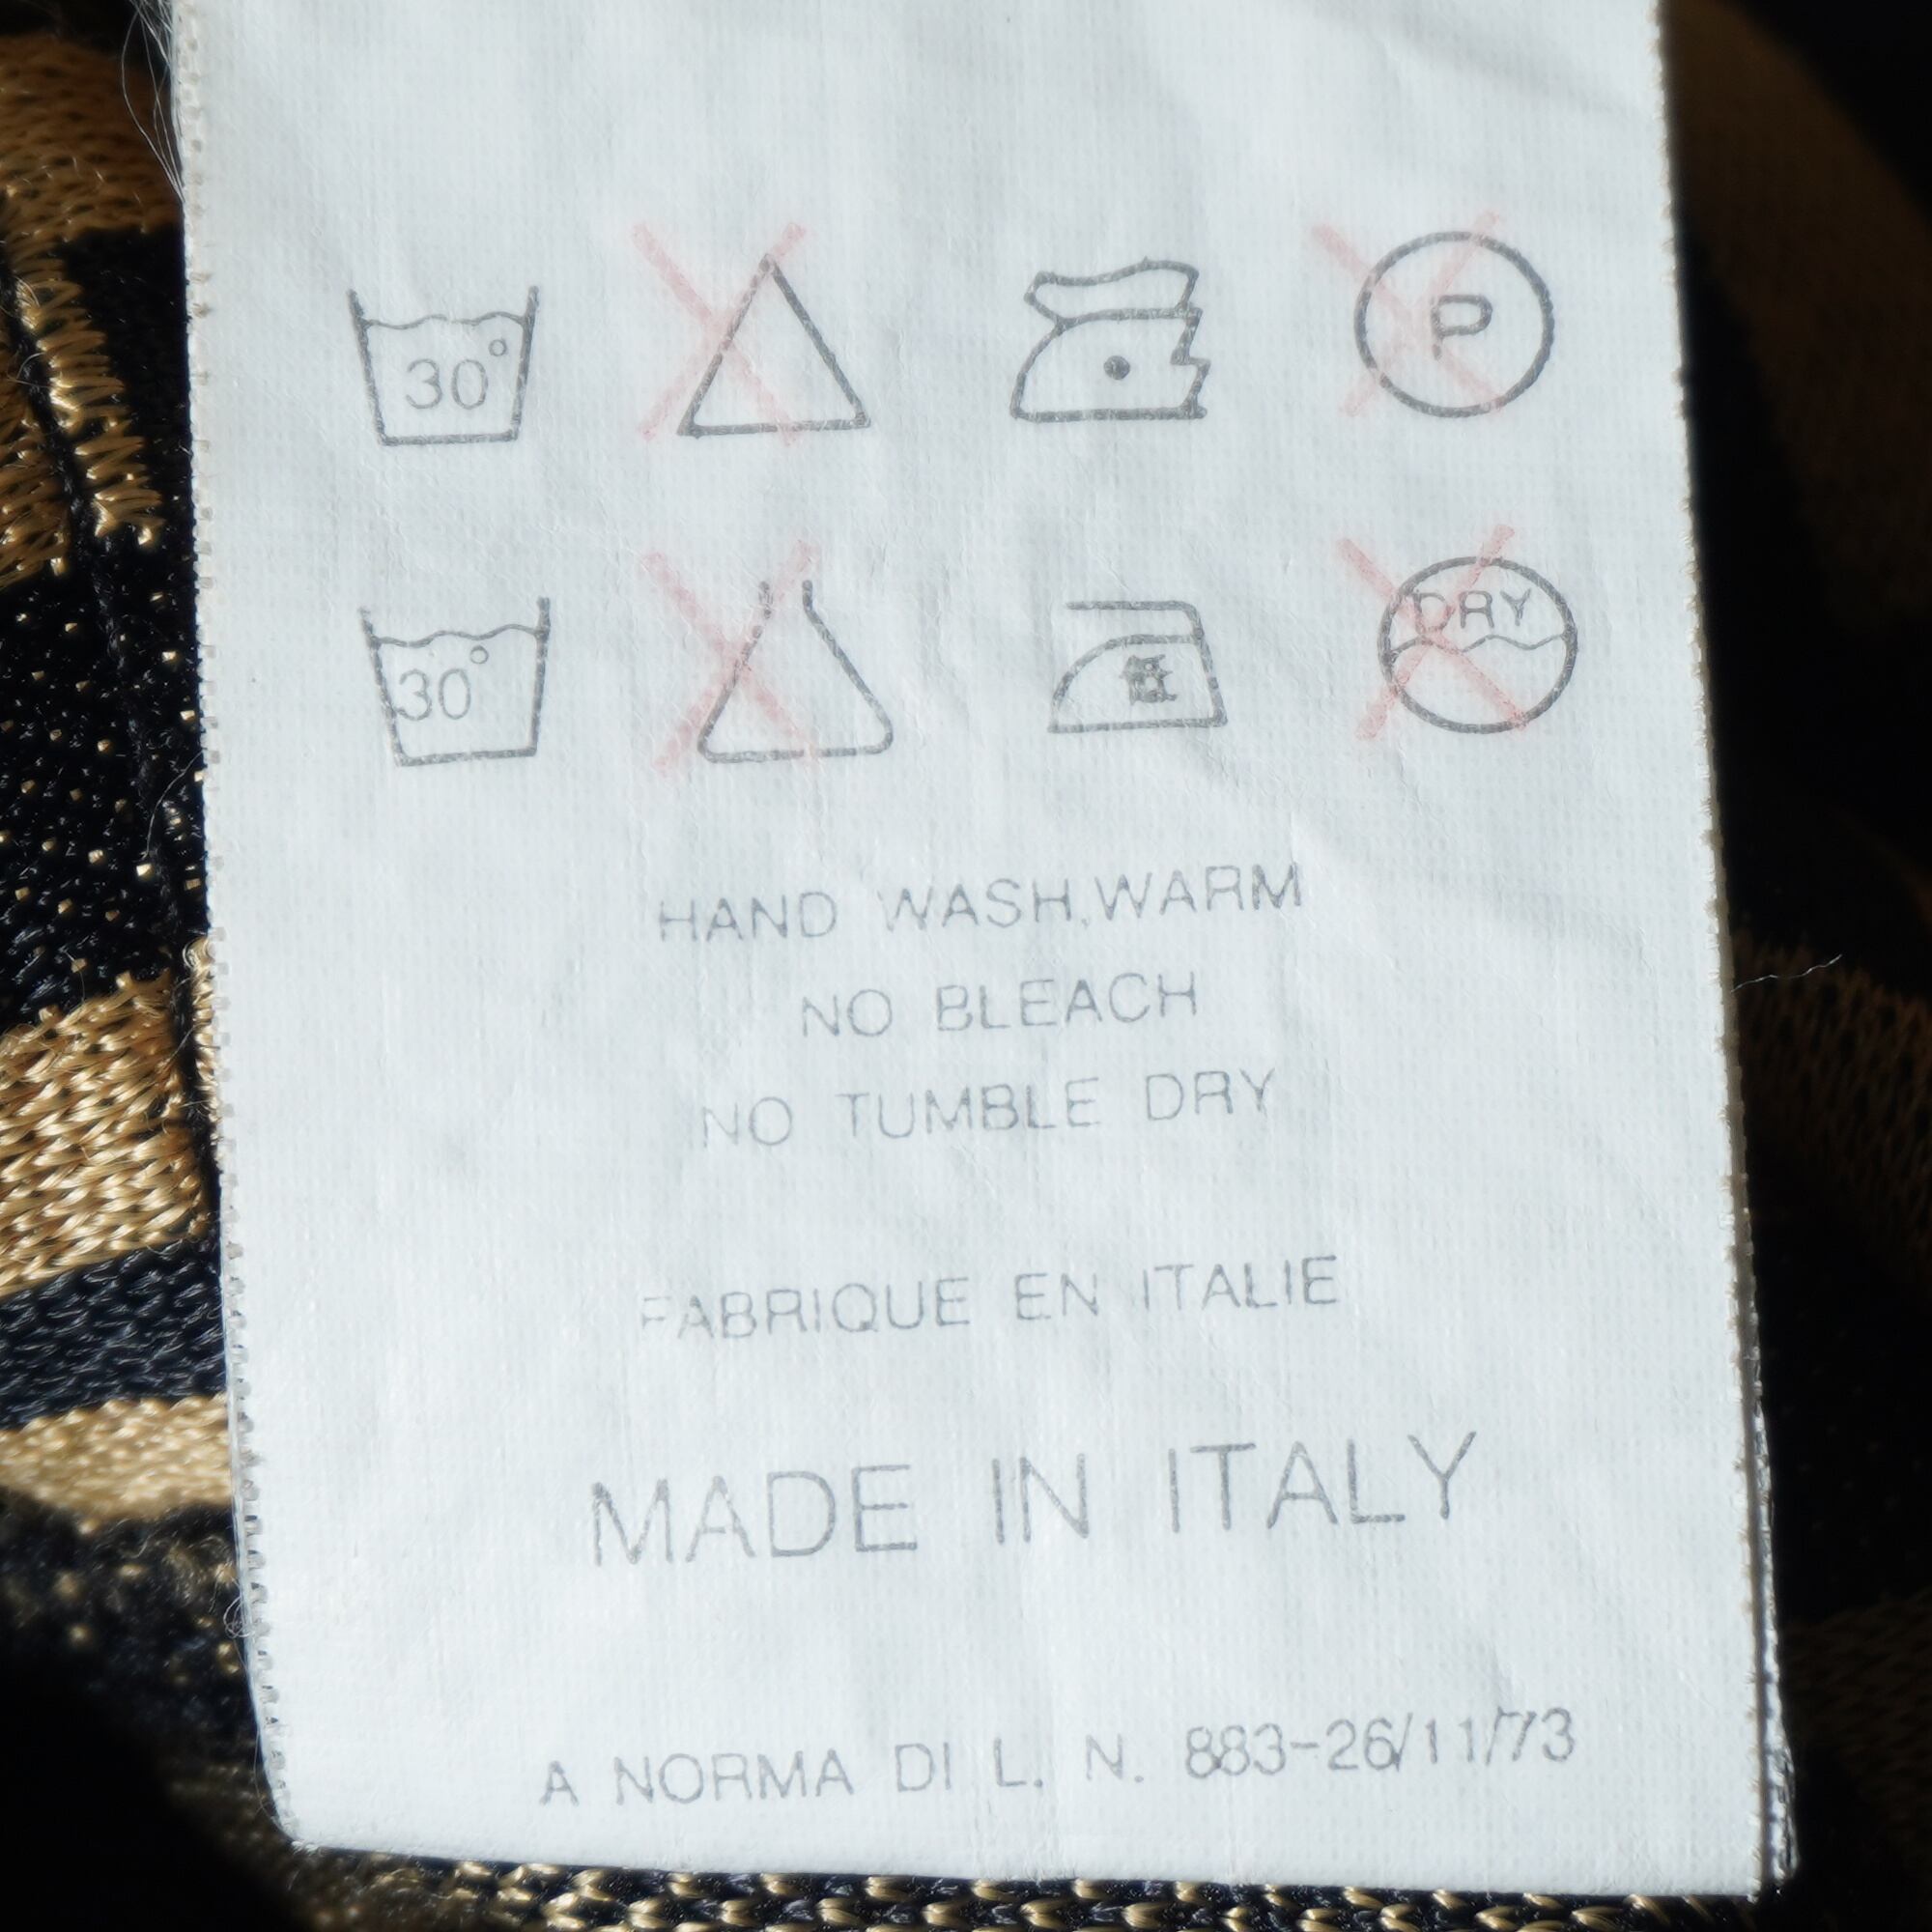 30° P
30° 低 DRY
HAND WASH,WARM
NO BLEACH
NO TUMBLE DRY
FABRIQUE EN ITALIE
MADE IN ITALY
A NORMA DI L. N. 883-26/11/73